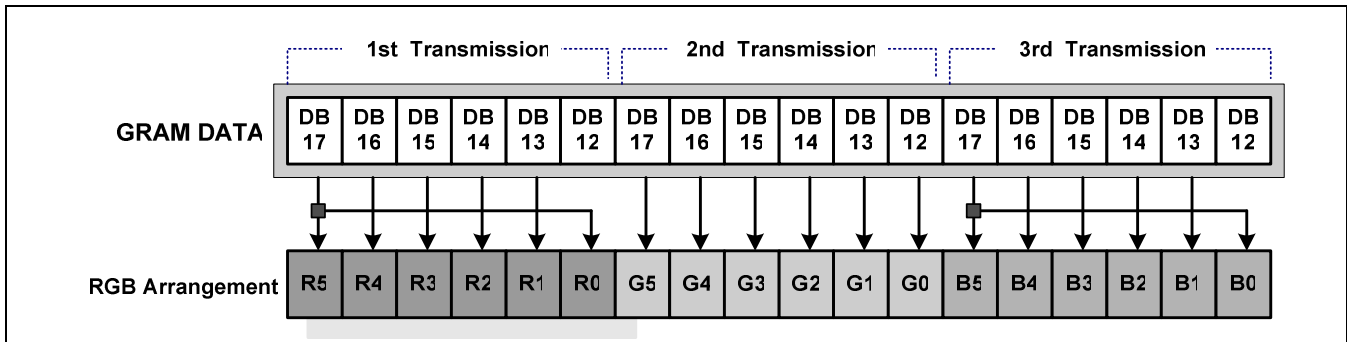 1st Transmission 2nd Transmission 3rd Transmission
GRAM DATA
DB 17 DB 16 DB 15 DB 14 DB 13 DB 12 DB 17 DB 16 DB 15 DB 14 DB 13 DB 12 DB 17 DB 16 DB 15 DB 14 DB 13 DB 12
RGB Arrangement R5 R4 R3 R2 R1 R0 G5 G4 G3 G2 G1 G0 B5 B4 B3 B2 B1 B0